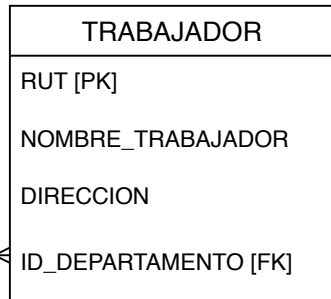 TRABAJADOR
RUT [PK]
NOMBRE_TRABAJADOR
DIRECCION
ID_DEPARTAMENTO [FK]